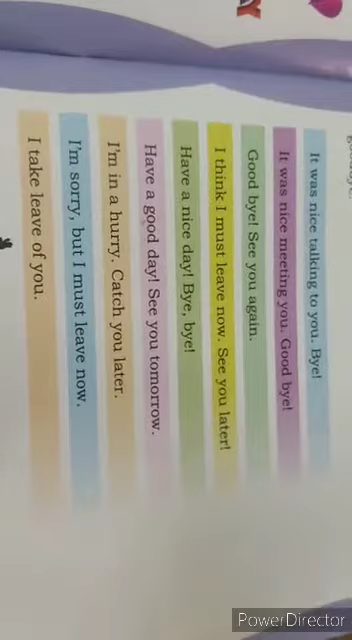 It was nice talking to you. Bye!
It was nice meeting you. Good bye!
Good bye! See you again.
I think I must leave now. See you later!
Have a nice day! Bye, bye!
Have a good day! See you tomorrow.
I'm in a hurry. Catch you later.
I'm sorry, but I must leave now.
I take leave of you.
PowerDirector